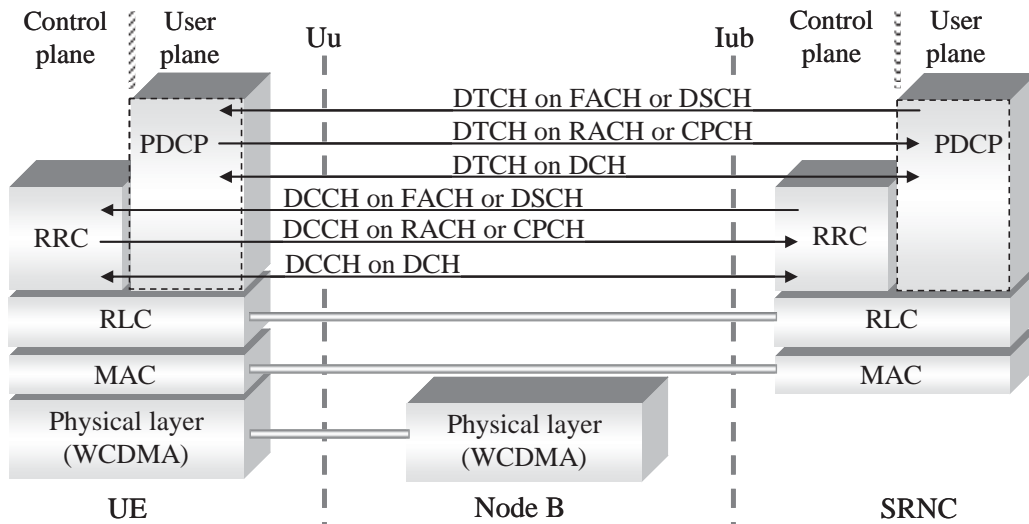 Control
plane
User
plane
Uu
Iub
Control
plane
User
plane
DTCH on FACH or DSCH
DTCH on RACH or CPCH
DTCH on DCH
PDCP
PDCP
DCCH on FACH or DSCH
DCCH on RACH or CPCH
DCCH on DCH
RRC
RRC
RLC
RLC
MAC
MAC
Physical layer
(WCDMA)
Physical layer
(WCDMA)
UE
Node B
SRNC